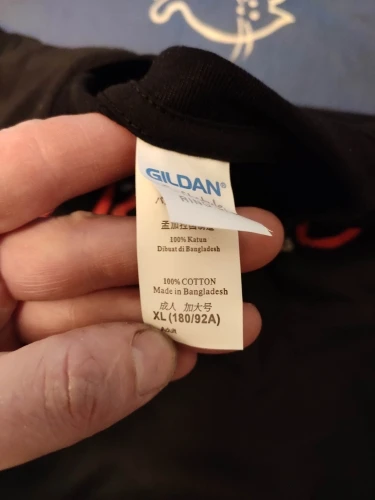 GILDAN®
100% Katun
Dibuat di Bangladesh
100% COTTON
Made in Bangladesh
成人 加大号
XL (180/92A)